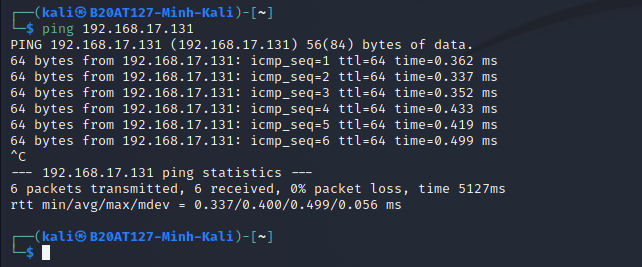 ┌──(kali㉿B20AT127-Minh-Kali)-[~]
└─$ ping 192.168.17.131
PING 192.168.17.131 (192.168.17.131) 56(84) bytes of data.
64 bytes from 192.168.17.131: icmp_seq=1 ttl=64 time=0.362 ms
64 bytes from 192.168.17.131: icmp_seq=2 ttl=64 time=0.337 ms
64 bytes from 192.168.17.131: icmp_seq=3 ttl=64 time=0.352 ms
64 bytes from 192.168.17.131: icmp_seq=4 ttl=64 time=0.433 ms
64 bytes from 192.168.17.131: icmp_seq=5 ttl=64 time=0.419 ms
64 bytes from 192.168.17.131: icmp_seq=6 ttl=64 time=0.499 ms
^C
--- 192.168.17.131 ping statistics ---
6 packets transmitted, 6 received, 0% packet loss, time 5127ms
rtt min/avg/max/mdev = 0.337/0.400/0.499/0.056 ms
┌──(kali㉿B20AT127-Minh-Kali)-[~]
└─$